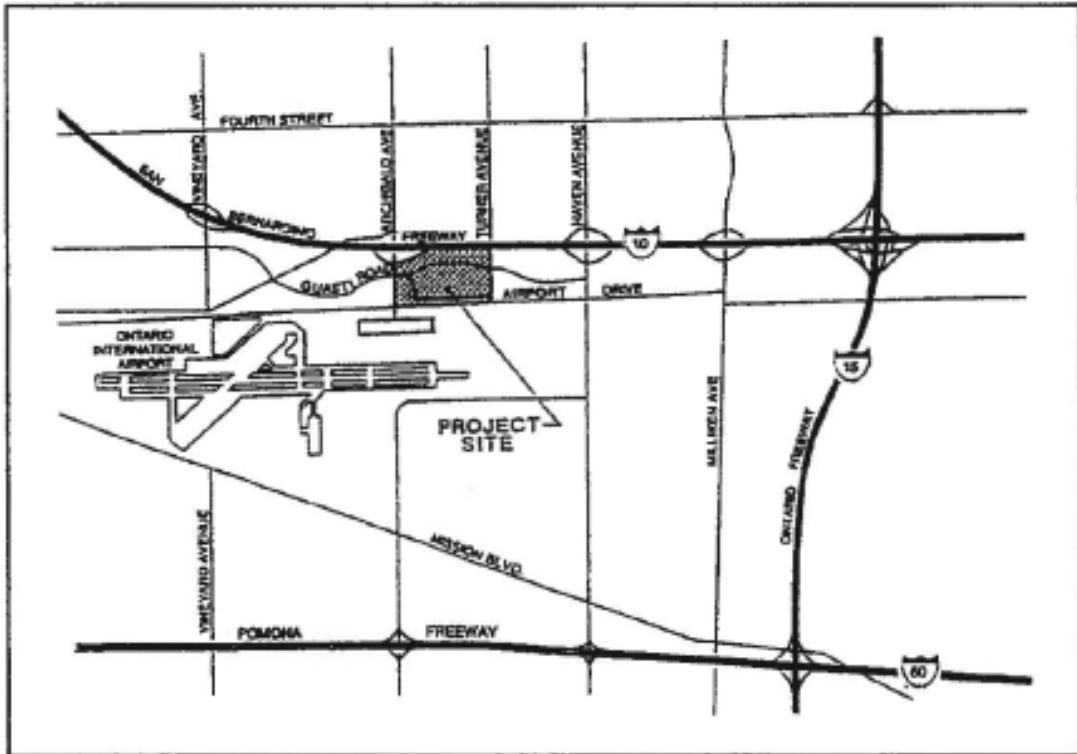 VINEYARD AVE.
FOURTH STREET
ARCHIBALD AVE
TURNER AVENUE
HAVEN AVENUE
SAN
BERNARDINO
FREEWAY
10
GUASTI ROAD
AIRPORT DRIVE
ONTARIO
INTERNATIONAL
AIRPORT
15
PROJECT
SITE
MILLIKEN AVE
ONTARIO FREEWAY
MISSION BLVD.
VINEYARD AVENUE
POMONA FREEWAY
60